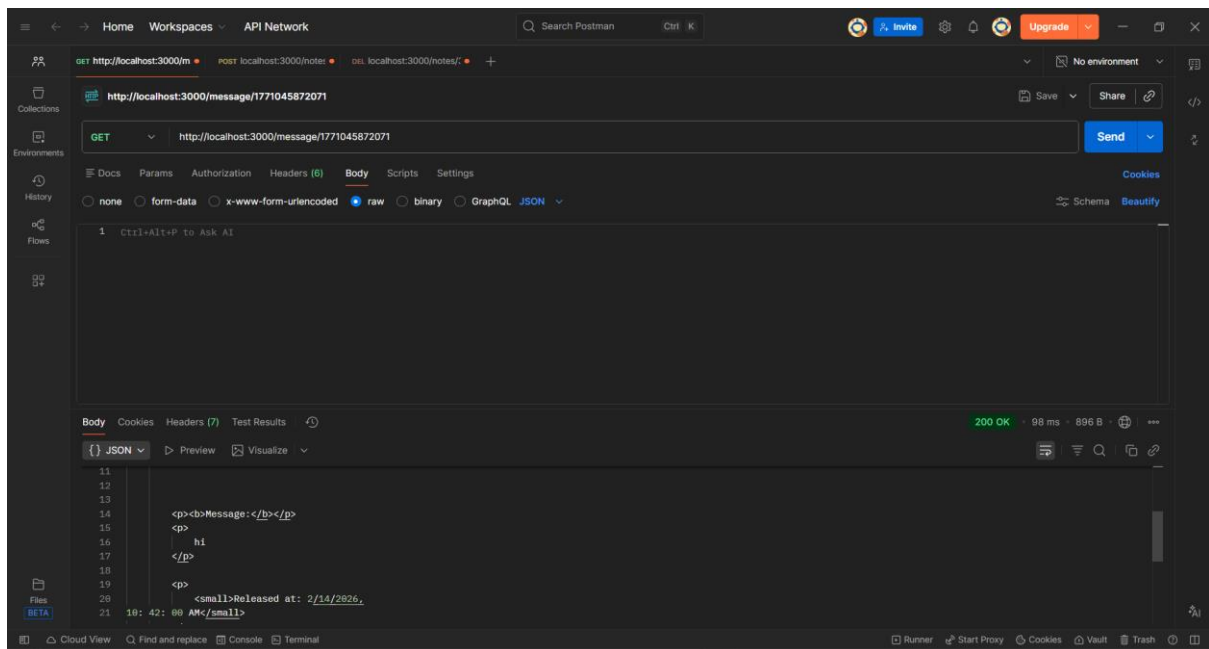 Home Workspaces API Network Search Postman Ctrl K Invite Upgrade
GET http://localhost:3000/m POST localhost:3000/notes DEL localhost:3000/notes/: No environment
Collections
http://localhost:3000/message/1771045872071 Save Share
Environments
GET http://localhost:3000/message/1771045872071 Send
History
Docs Params Authorization Headers (6) Body Scripts Settings Cookies
none form-data x-www-form-urlencoded raw binary GraphQL JSON Schema Beautify
Flows
1 Ctrl+Alt+P to Ask AI
Body Cookies Headers (7) Test Results 200 OK 98 ms 896 B
{} JSON Preview Visualize
11
12
13
14 <p><b>Message:</b></p>
15 <p>
16 hi
17 </p>
18
19 <p>
20 <small>Released at: 2/14/2026,
21 10: 42: 00 AM</small>
Files
BETA
AI
Cloud View Find and replace Console Terminal Runner Start Proxy Cookies Vault Trash